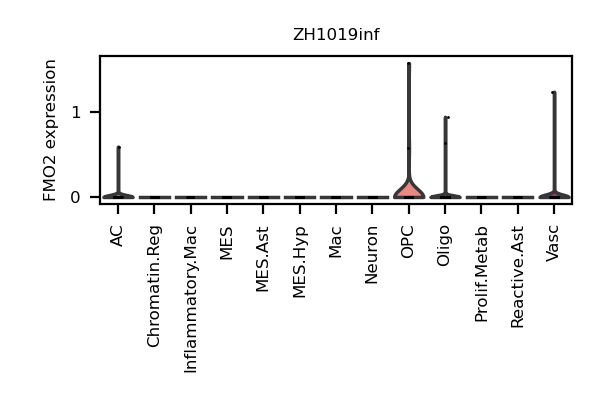 ZH1019inf
FMO2 expression
1
0
AC
Chromatin.Reg
Inflammatory.Mac
MES
MES.Ast
MES.Hyp
Mac
Neuron
OPC
Oligo
Prolif.Metab
Reactive.Ast
Vasc